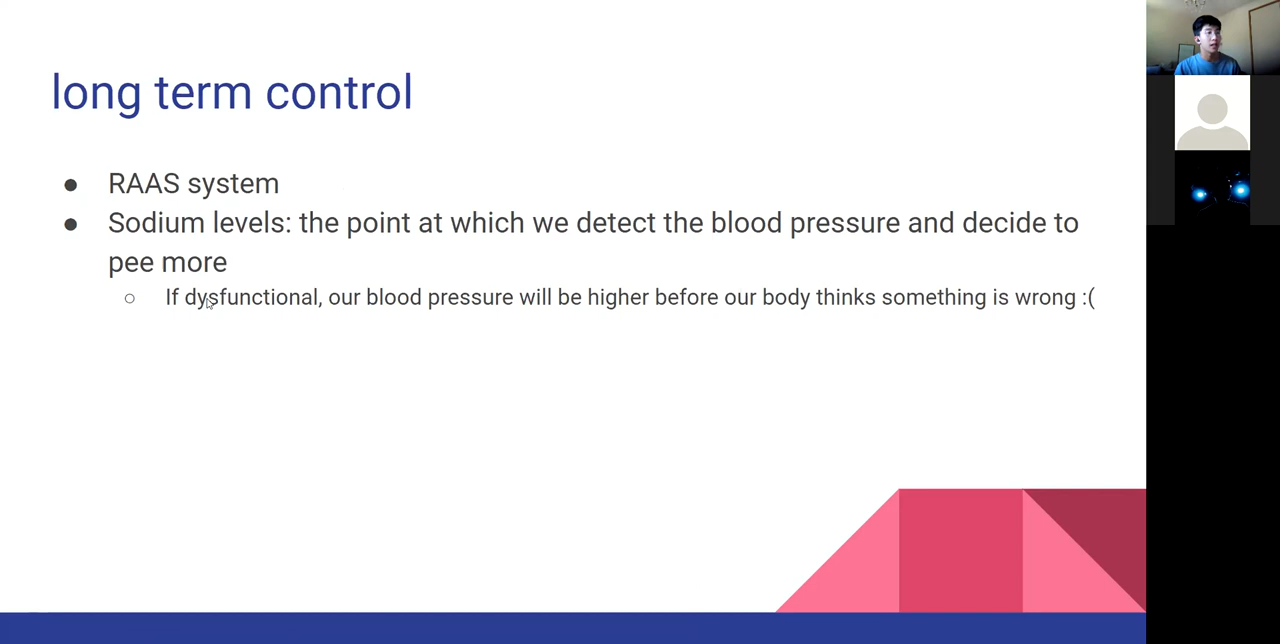 long term control
● RAAS system
● Sodium levels: the point at which we detect the blood pressure and decide to
pee more
○ If dysfunctional, our blood pressure will be higher before our body thinks something is wrong :(